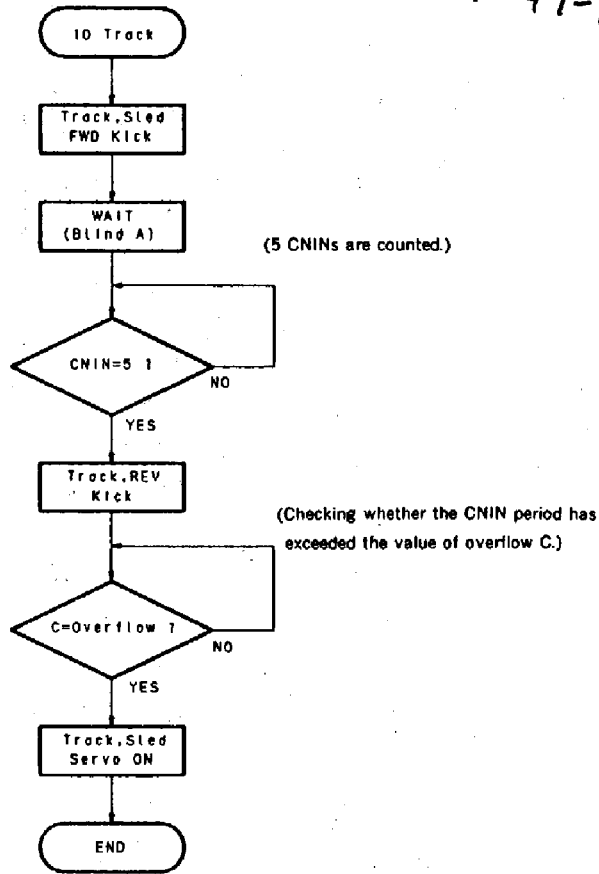 10 Track
Track,Sled
FWD Kick
WAIT
(Blind A)
(5 CNINs are counted.)
CNIN=5 ?
NO
YES
Track,REV
Kick
(Checking whether the CNIN period has
exceeded the value of overflow C.)
C=Overflow ?
NO
YES
Track,Sled
Servo ON
END